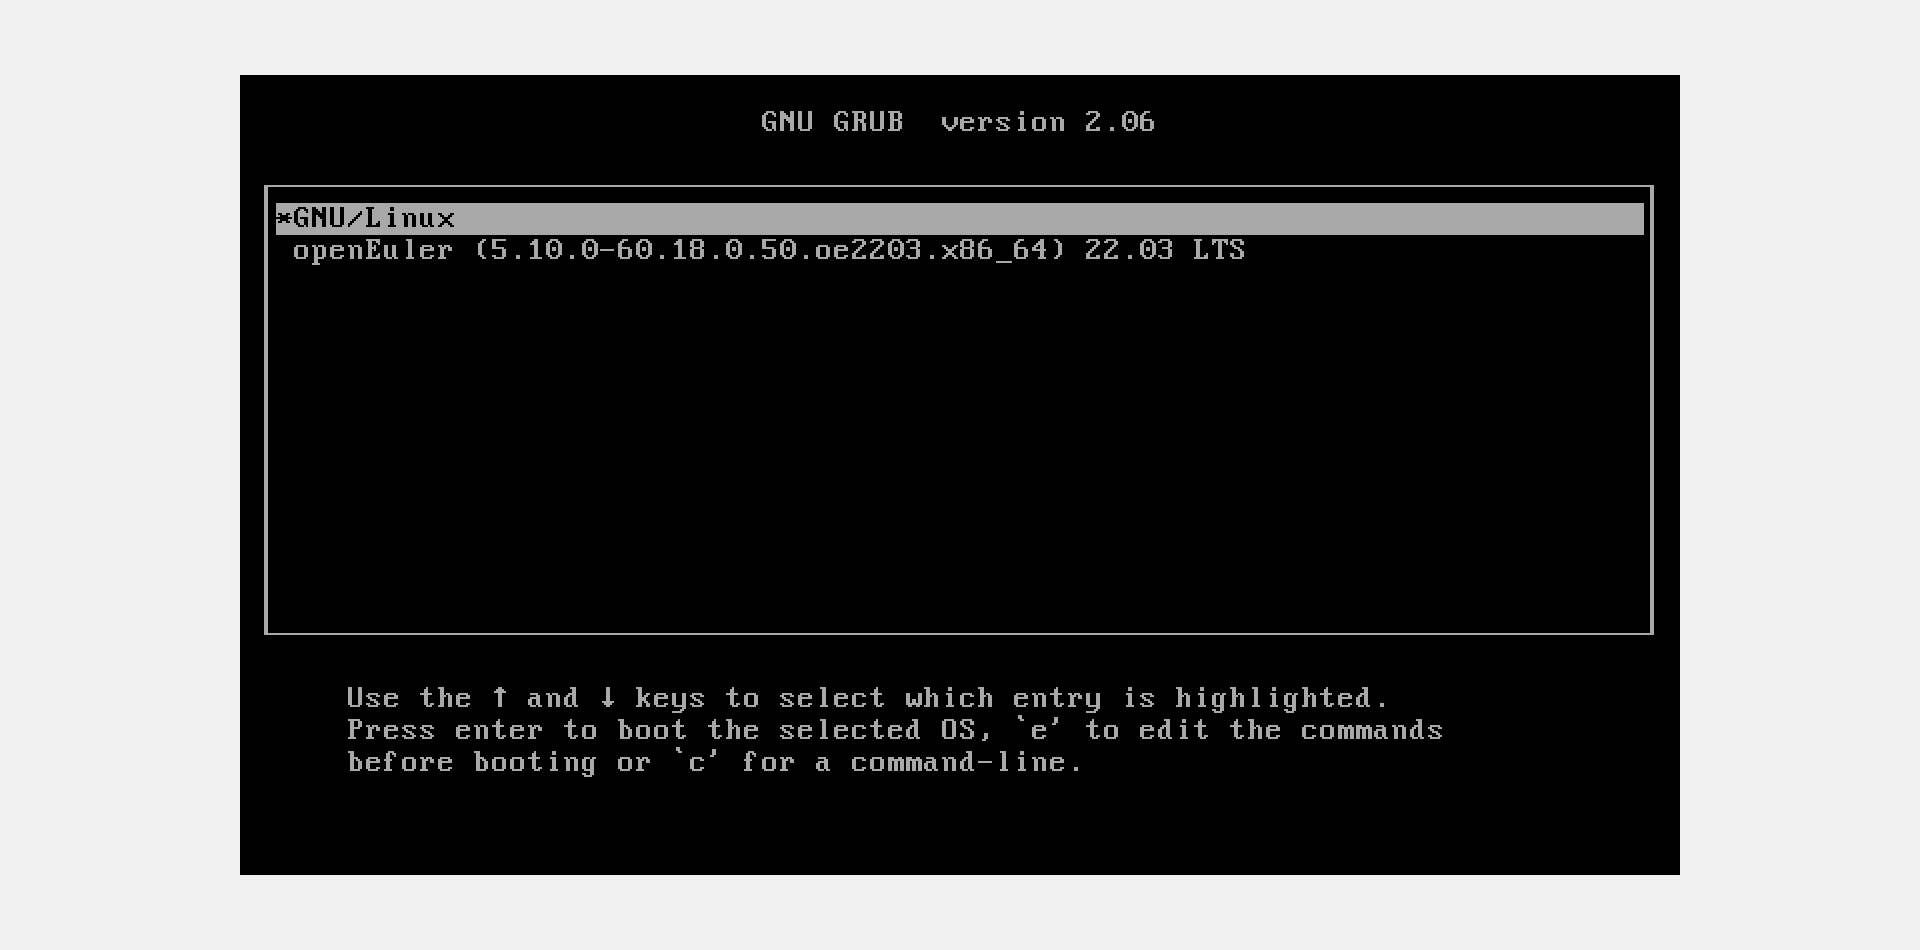 GNU GRUB  version 2.06
*GNU/Linux
openEuler (5.10.0-60.18.0.50.oe2203.x86_64) 22.03 LTS
Use the ↑ and ↓ keys to select which entry is highlighted.
Press enter to boot the selected OS, `e' to edit the commands
before booting or `c' for a command-line.